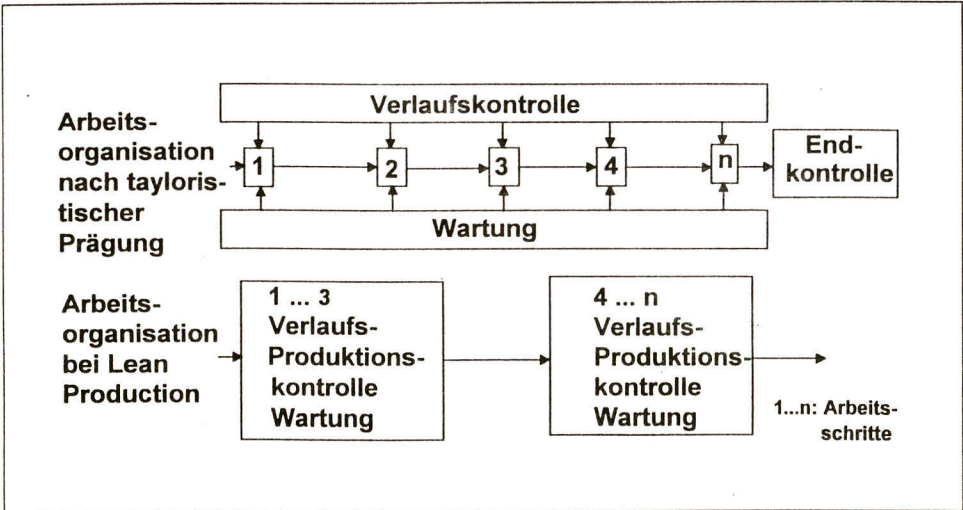 Verlaufskontrolle
Arbeits-
organisation
nach tayloris-
tischer
Prägung
1
2
3
4
n
End-
kontrolle
Wartung
Arbeits-
organisation
bei Lean
Production
1 ... 3
Verlaufs-
Produktions-
kontrolle
Wartung
4 ... n
Verlaufs-
Produktions-
kontrolle
Wartung
1...n: Arbeits-
schritte